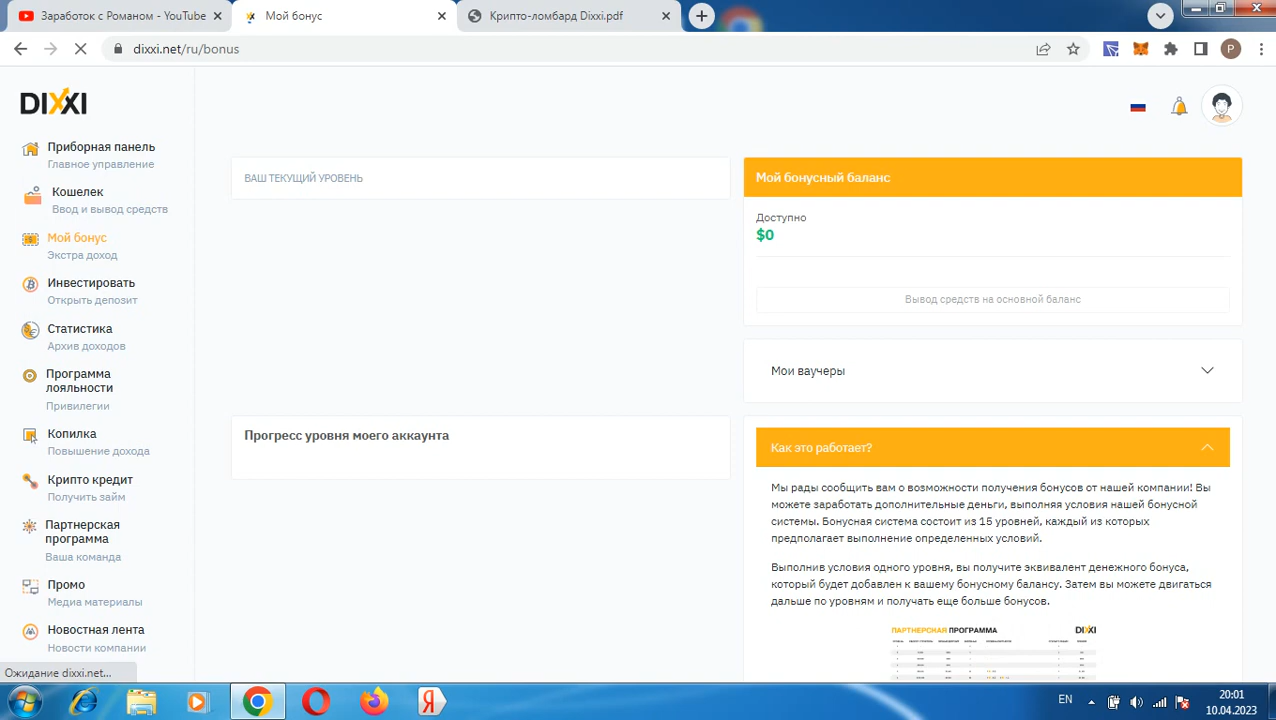 Заработок с Романом - YouTube
Мой бонус
Крипто-ломбард Dixxi.pdf
dixxi.net/ru/bonus
P
DIXXI
Приборная панель
Главное управление
Кошелек
Ввод и вывод средств
Мой бонус
Экстра доход
Инвестировать
Открыть депозит
Статистика
Архив доходов
Программа
лояльности
Привилегии
Копилка
Повышение дохода
Крипто кредит
Получить займ
Партнерская
программа
Ваша команда
Промо
Медиа материалы
Новостная лента
Новости компании
ВАШ ТЕКУЩИЙ УРОВЕНЬ
Прогресс уровня моего аккаунта
Мой бонусный баланс
Доступно
$0
Вывод средств на основной баланс
Мои ваучеры
Как это работает?
Мы рады сообщить вам о возможности получения бонусов от нашей компании! Вы
можете заработать дополнительные деньги, выполняя условия нашей бонусной
системы. Бонусная система состоит из 15 уровней, каждый из которых
предполагает выполнение определенных условий.
Выполнив условия одного уровня, вы получите эквивалент денежного бонуса,
который будет добавлен к вашему бонусному балансу. Затем вы можете двигаться
дальше по уровням и получать еще больше бонусов.
ПАРТНЕРСКАЯ ПРОГРАММА
DIXXI
Ожидание dixxi.net...
EN
20:01
10.04.2023